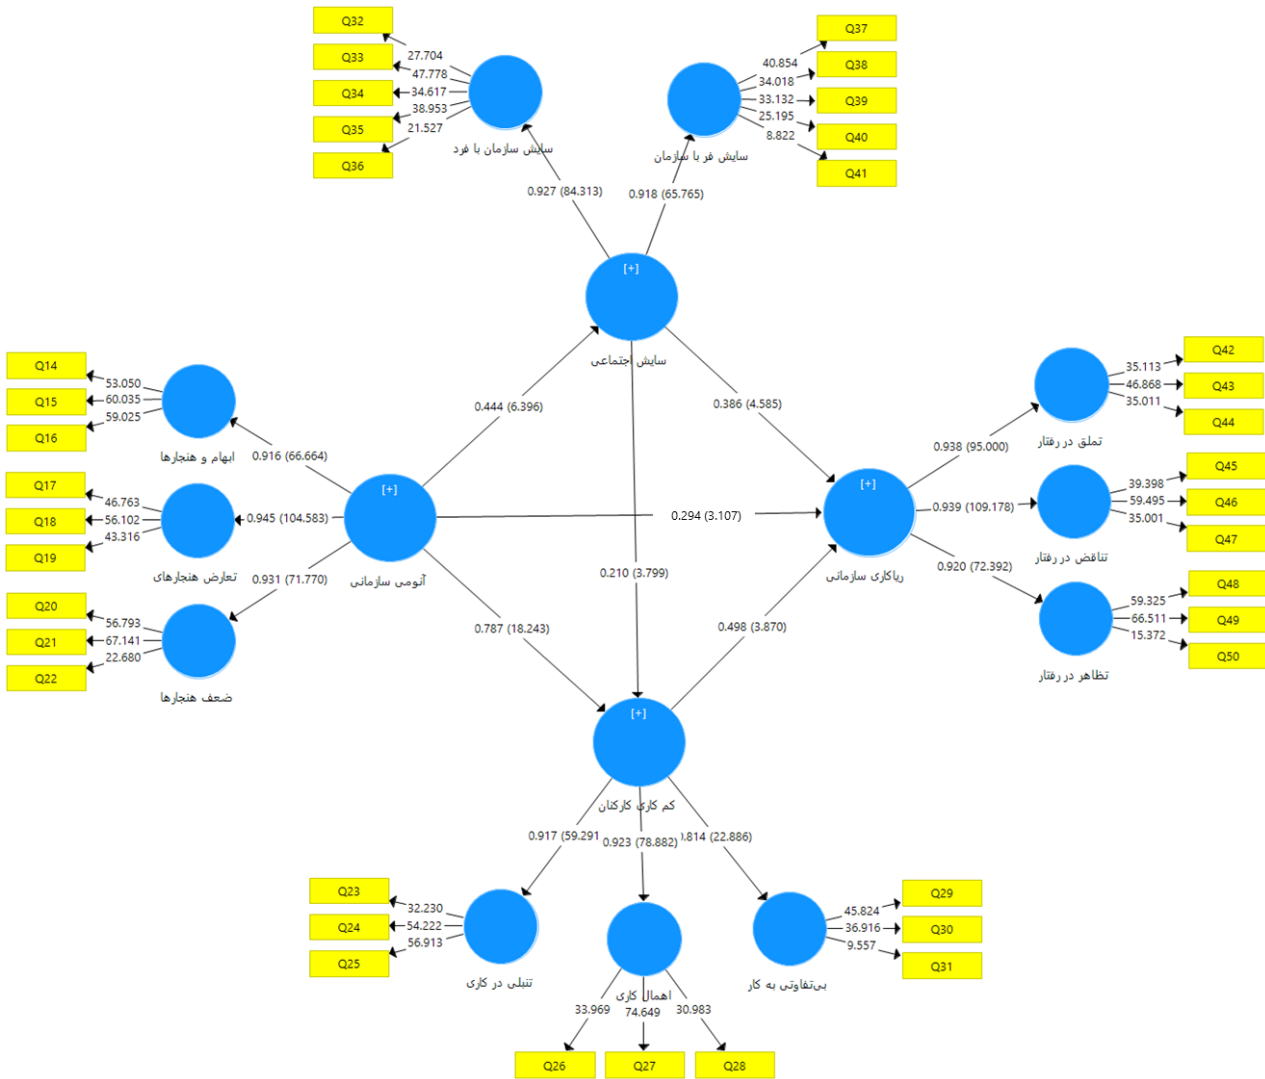 Q32
Q33
Q34
Q35
Q36
27.704
47.778
34.617
38.953
21.527
سایش سازمان با فرد
Q37
Q38
Q39
Q40
Q41
40.854
34.018
33.132
25.195
8.822
سایش فر با سازمان
0.927 (84.313)
0.918 (65.765)
[+]
سایش اجتماعی
Q14
Q15
Q16
53.050
60.035
59.025
ابهام و هنجارها
Q17
Q18
Q19
46.763
56.102
43.316
تعارض هنجارهای
Q20
Q21
Q22
56.793
67.141
22.680
ضعف هنجارها
0.916 (66.664)
0.945 (104.583)
0.931 (71.770)
[+]
آنومی سازمانی
0.444 (6.396)
0.386 (4.585)
0.294 (3.107)
0.210 (3.799)
0.787 (18.243)
0.498 (3.870)
[+]
ریاکاری سازمانی
0.938 (95.000)
0.939 (109.178)
0.920 (72.392)
Q42
Q43
Q44
35.113
46.868
35.011
تملق در رفتار
Q45
Q46
Q47
39.398
59.495
35.001
تناقض در رفتار
Q48
Q49
Q50
59.325
66.511
15.372
تظاهر در رفتار
[+]
کم کاری کارکنان
0.917 (59.291
0.923 (78.882)
.814 (22.886)
Q23
Q24
Q25
32.230
54.222
56.913
تنبلی در کاری
اهمال کاری
33.969
74.649
30.983
Q26
Q27
Q28
Q29
Q30
Q31
45.824
36.916
9.557
بی‌تفاوتی به کار